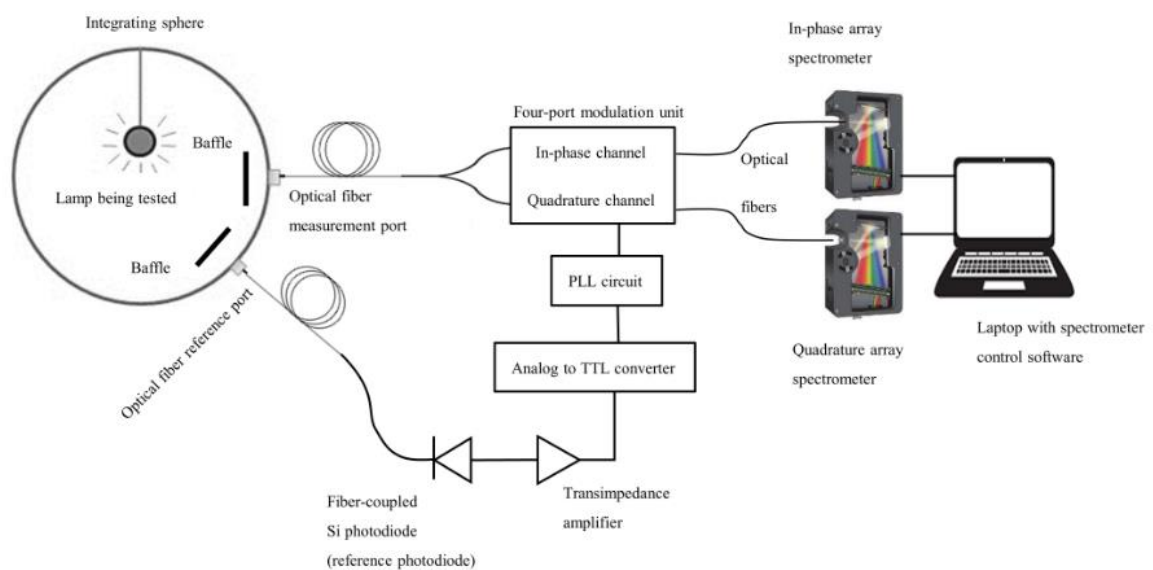 Integrating sphere
Baffle
Lamp being tested
Baffle
Optical fiber
measurement port
Optical fiber reference port
Four-port modulation unit
In-phase channel
Quadrature channel
PLL circuit
Analog to TTL converter
Fiber-coupled
Si photodiode
(reference photodiode)
Transimpedance
amplifier
Optical
fibers
In-phase array
spectrometer
Quadrature array
spectrometer
Laptop with spectrometer
control software